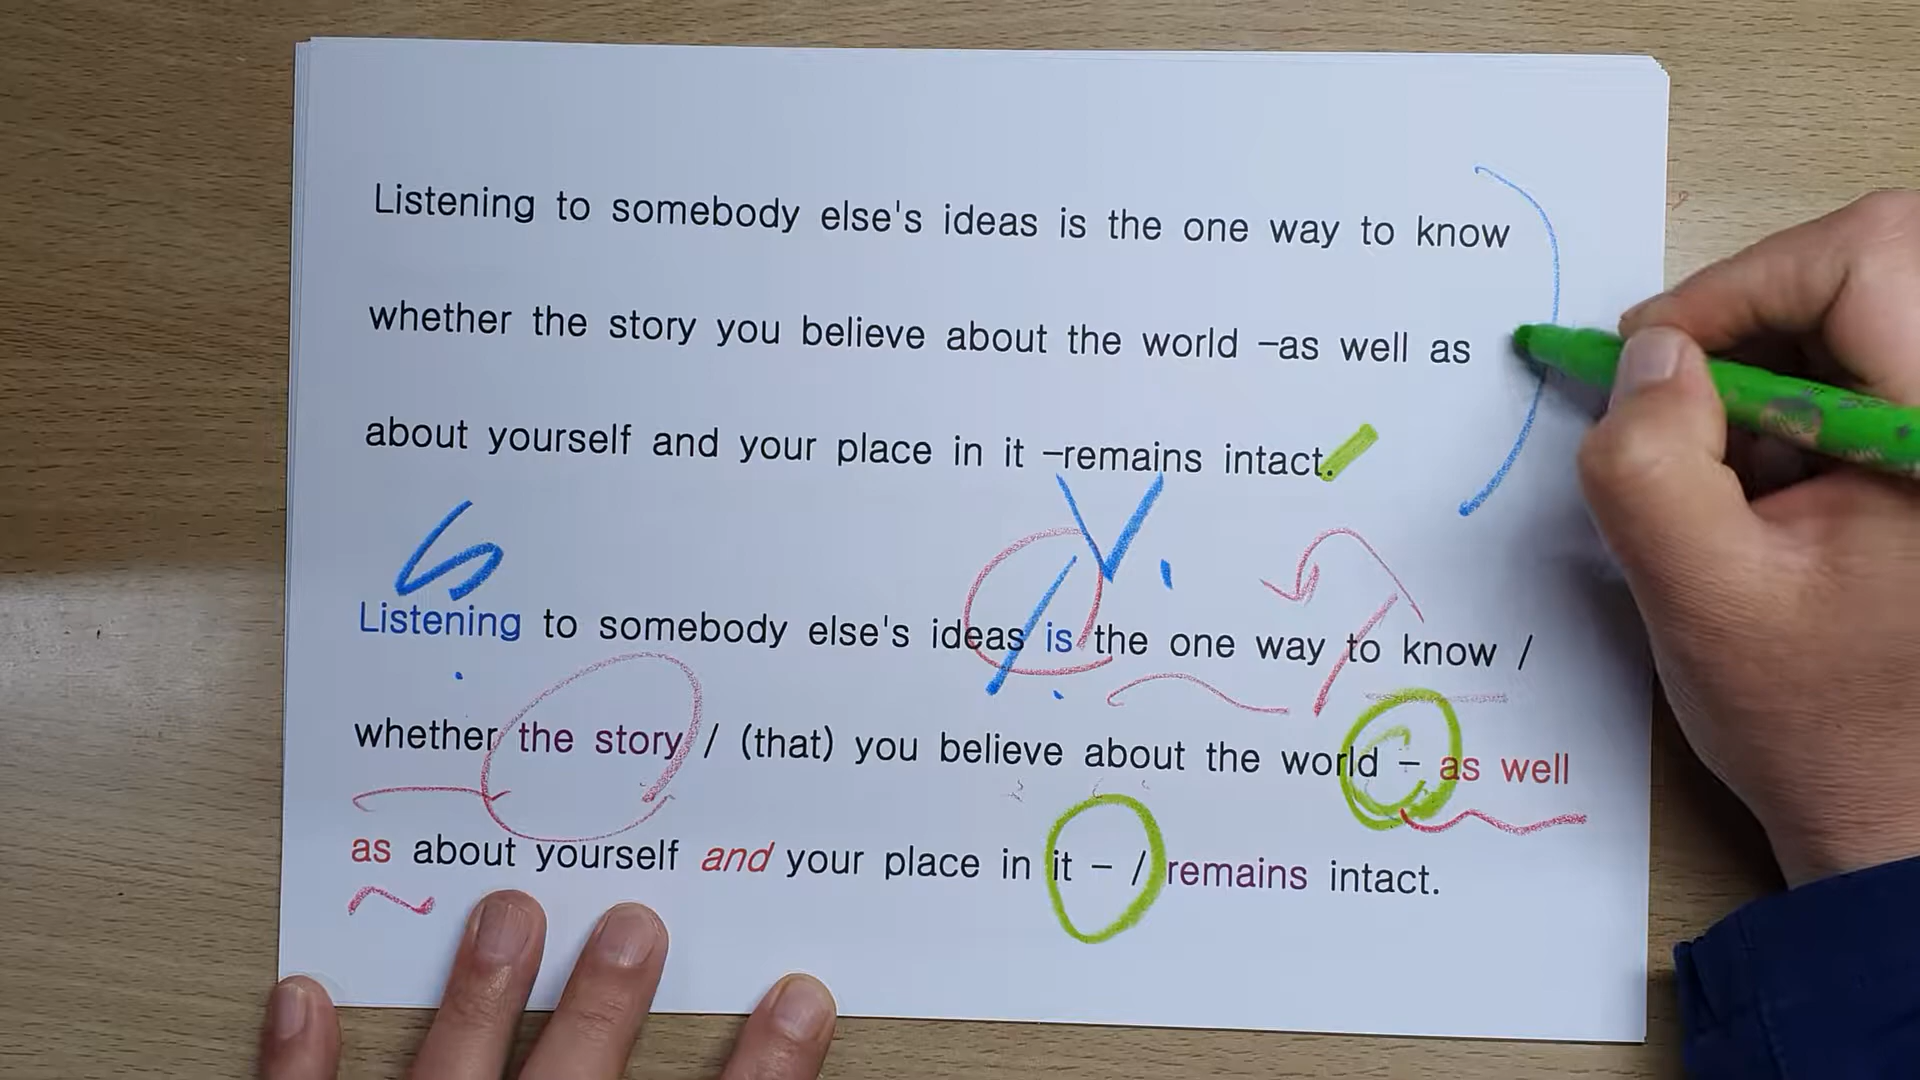 Listening to somebody else's ideas is the one way to know
whether the story you believe about the world –as well as
about yourself and your place in it –remains intact.
S V
Listening to somebody else's ideas is the one way to know /
whether the story / (that) you believe about the world – as well
as about yourself and your place in it – / remains intact.